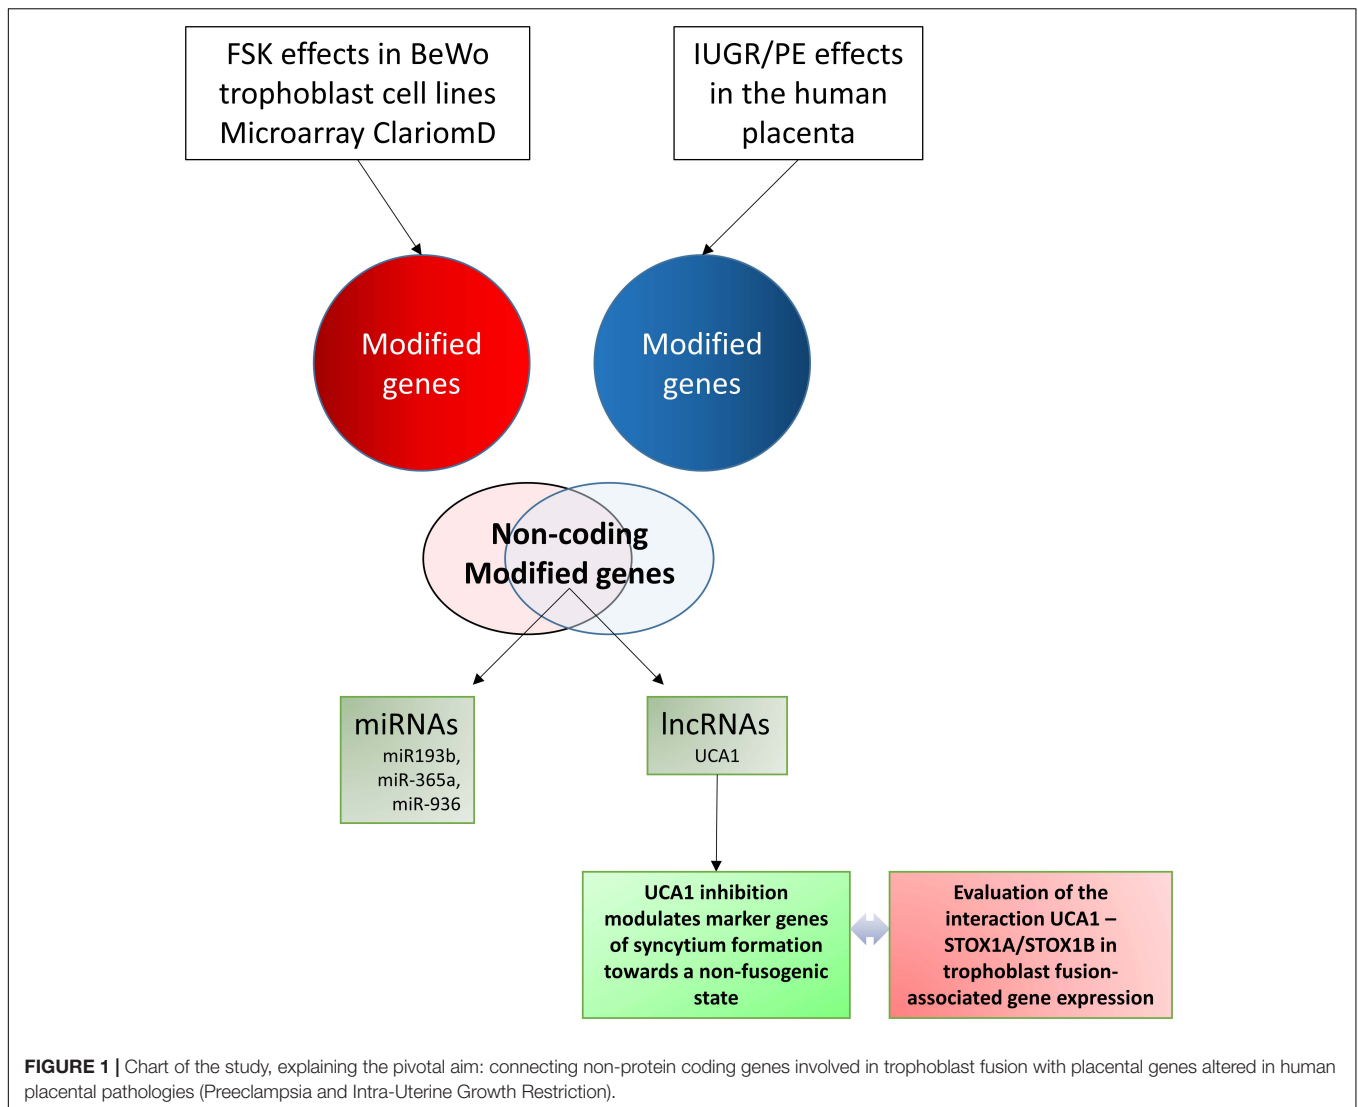 FSK effects in BeWo
trophoblast cell lines
Microarray ClariomD
IUGR/PE effects
in the human
placenta
Modified
genes
Modified
genes
Non-coding
Modified genes
miRNAs
miR193b,
miR-365a,
miR-936
lncRNAs
UCA1
UCA1 inhibition
modulates marker genes
of syncytium formation
towards a non-fusogenic
state
Evaluation of the
interaction UCA1 –
STOX1A/STOX1B in
trophoblast fusion-
associated gene expression
FIGURE 1 | Chart of the study, explaining the pivotal aim: connecting non-protein coding genes involved in trophoblast fusion with placental genes altered in human
placental pathologies (Preeclampsia and Intra-Uterine Growth Restriction).